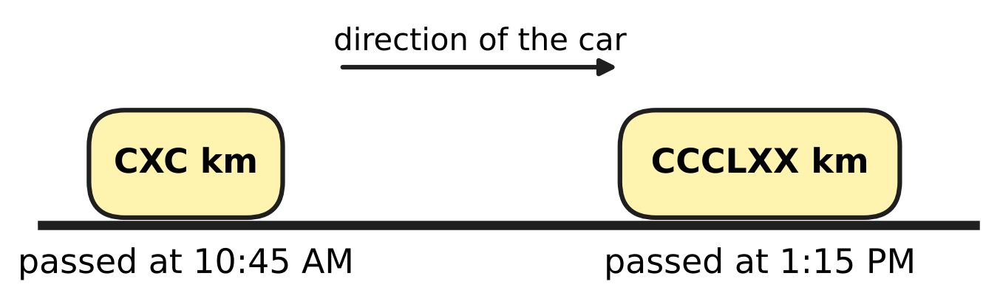 direction of the car
CXC km
CCCLXX km
passed at 10:45 AM
passed at 1:15 PM